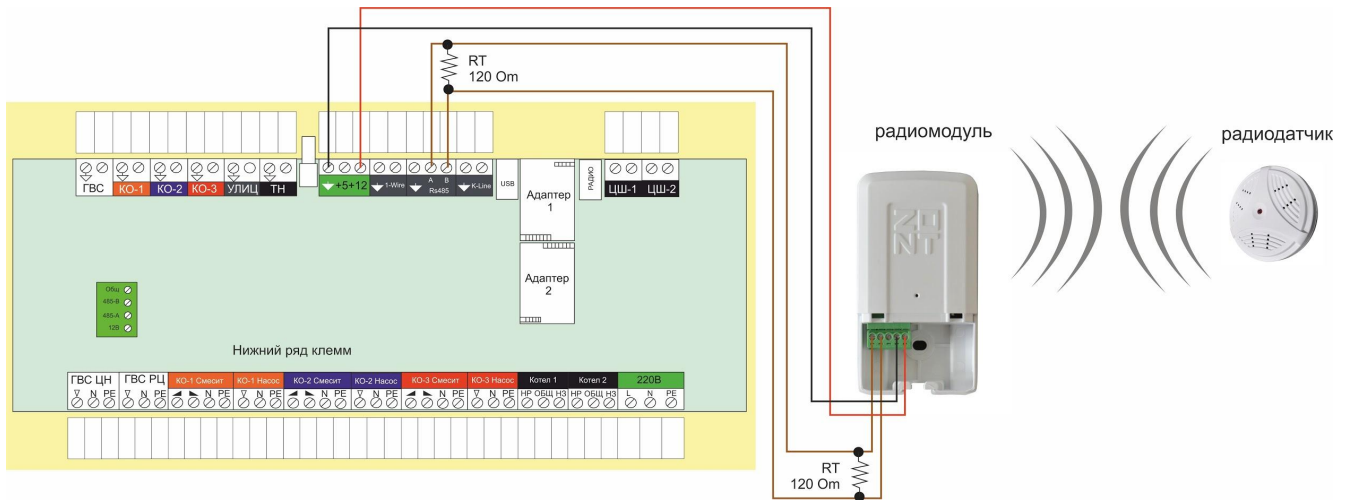 RT
120 Om
радиомодуль
радиодатчик
ГВС КО-1 КО-2 КО-3 УЛИЦ ТН
+5+12 1-Wire A B Rs485 K-Line
USB
Адаптер
1
РАДИО
ЦШ-1 ЦШ-2
Адаптер
2
ZONT
Общ
485-B
485-A
12В
Нижний ряд клемм
ГВС ЦН ГВС РЦ КО-1 Смесит КО-1 Насос КО-2 Смесит КО-2 Насос КО-3 Смесит КО-3 Насос Котел 1 Котел 2 220В
N PE N PE N PE N PE N PE N PE N PE N PE НР ОБЩ НЗ НР ОБЩ НЗ L N PE
RT
120 Om